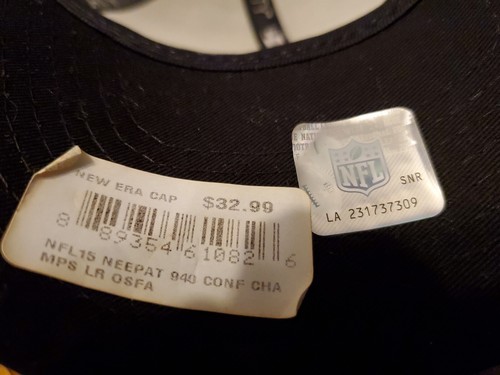 NEW ERA CAP $32.99
8 89354 61082 6
NFL15 NEEPAT 940 CONF CHA
MPS LR OSFA
NFL
SNR
LA 231737309